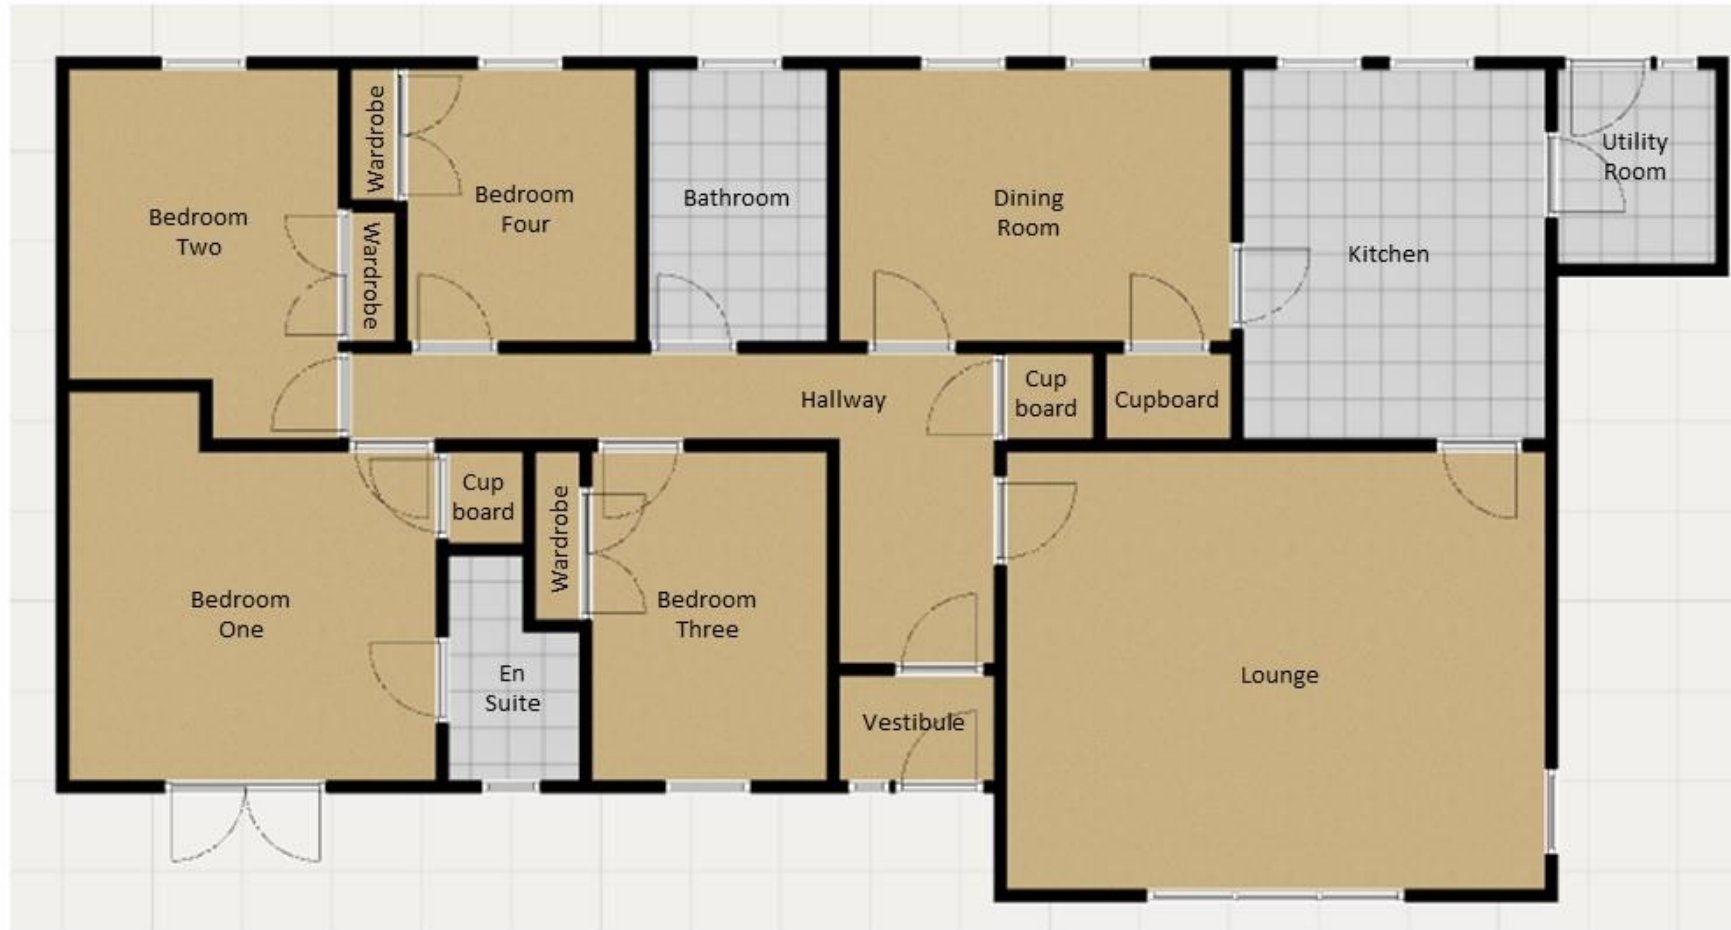 Wardrobe
Bedroom
Two
Wardrobe
Bedroom
Four
Bathroom
Dining
Room
Kitchen
Utility
Room
Hallway
Cup
board
Cupboard
Bedroom
One
Cup
board
Wardrobe
En
Suite
Bedroom
Three
Vestibule
Lounge